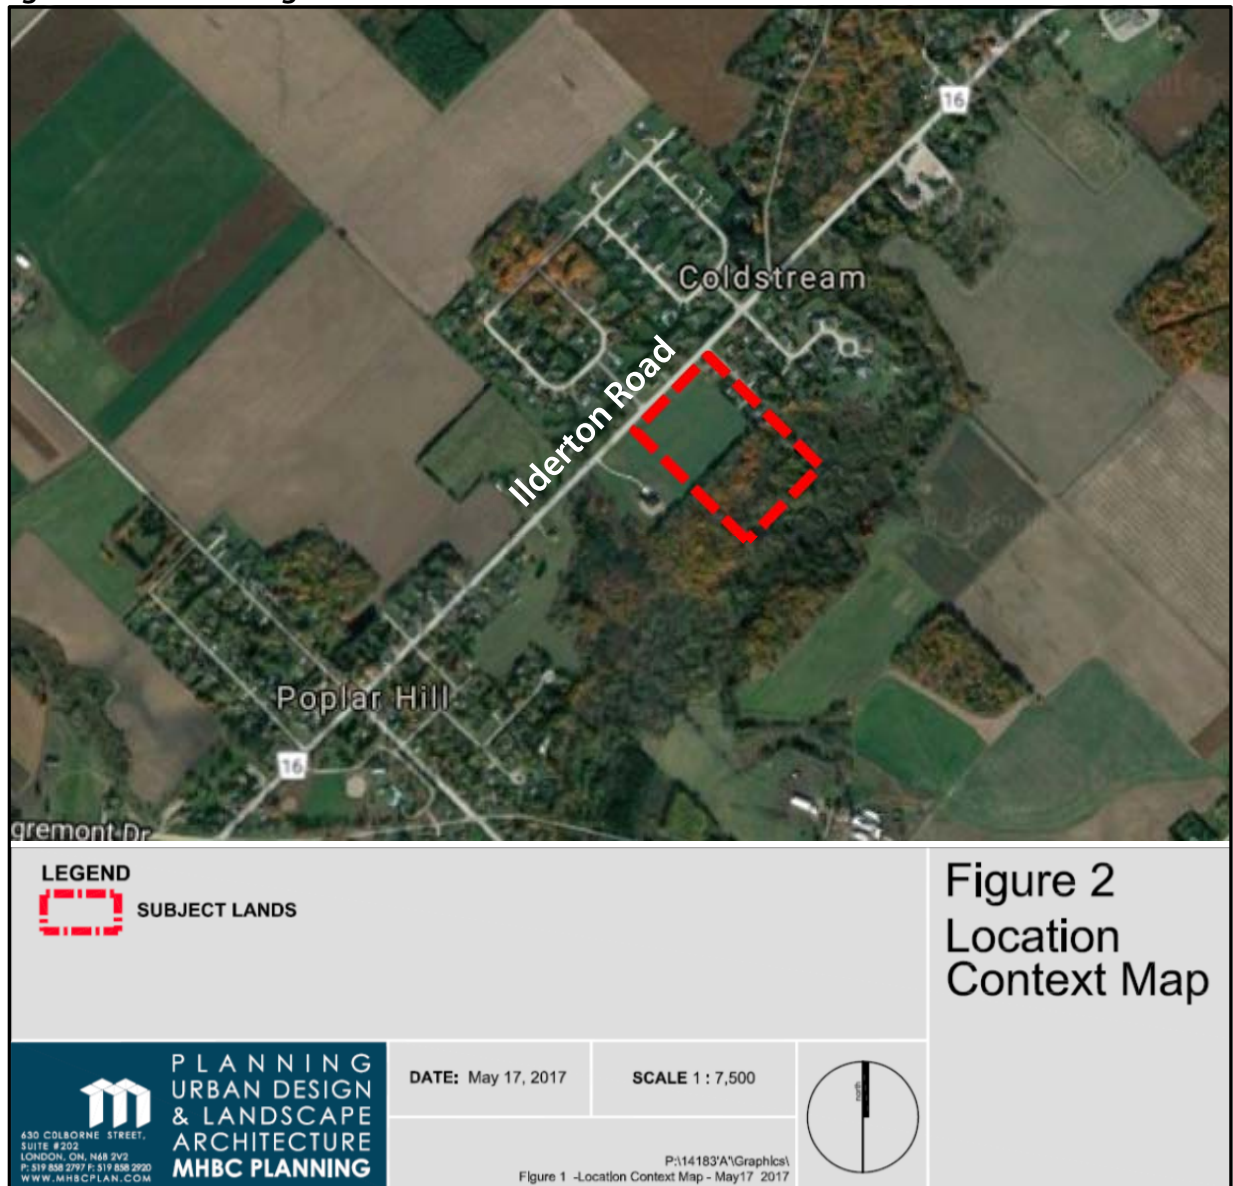 16
Coldstream
Ilderton Road
Poplar Hill
16
gremont Dr
LEGEND
SUBJECT LANDS
Figure 2
Location
Context Map
PLANNING
URBAN DESIGN
& LANDSCAPE
ARCHITECTURE
MHBC PLANNING
630 COLBORNE STREET,
SUITE #202
LONDON, ON, N6B 2V2
P: 519 858 2797 F: 519 858 2920
WWW.MHBCPLAN.COM
DATE: May 17, 2017
SCALE 1 : 7,500
north
P:\14183'A'\Graphics\
Figure 1 -Location Context Map - May17 2017